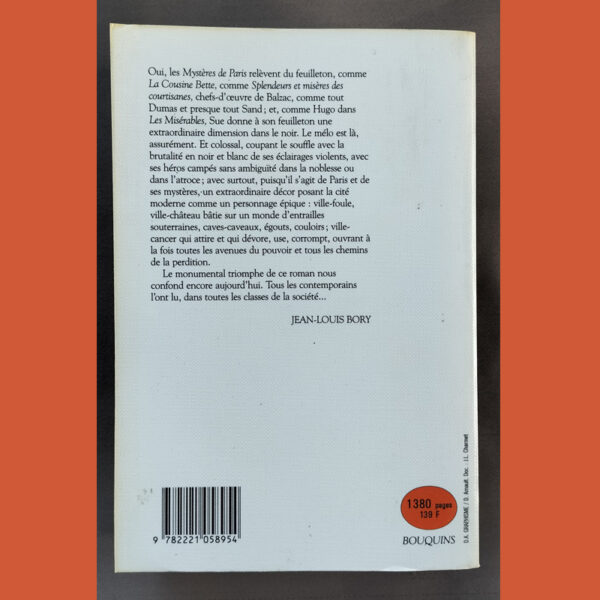 Oui, les Mystères de Paris relèvent du feuilleton, comme
La Cousine Bette, comme Splendeurs et misères des
courtisanes, chefs-d'œuvre de Balzac, comme tout
Dumas et presque tout Sand ; et, comme Hugo dans
Les Misérables, Sue donne à son feuilleton une
extraordinaire dimension dans le noir. Le mélo est là,
assurément. Et colossal, coupant le souffle avec la
brutalité en noir et blanc de ses éclairages violents, avec
ses héros campés sans ambiguïté dans la noblesse ou
dans l'atroce ; avec surtout, puisqu'il s'agit de Paris et de
ses mystères, un extraordinaire décor posant la cité
moderne comme un personnage épique : ville-foule,
ville-château bâtie sur un monde d'entrailles
souterraines, caves-caveaux, égouts, couloirs ; ville-
cancer qui attire et qui dévore, use, corrompt, ouvrant à
la fois toutes les avenues du pouvoir et tous les chemins
de la perdition.
Le monumental triomphe de ce roman nous
confond encore aujourd'hui. Tous les contemporains
l'ont lu, dans toutes les classes de la société...
JEAN-LOUIS BORY
9 782221 058954
1380 pages
139 F
BOUQUINS
D.A. GRAPHISME / D. Arnault, Doc. : J.L. Charmet